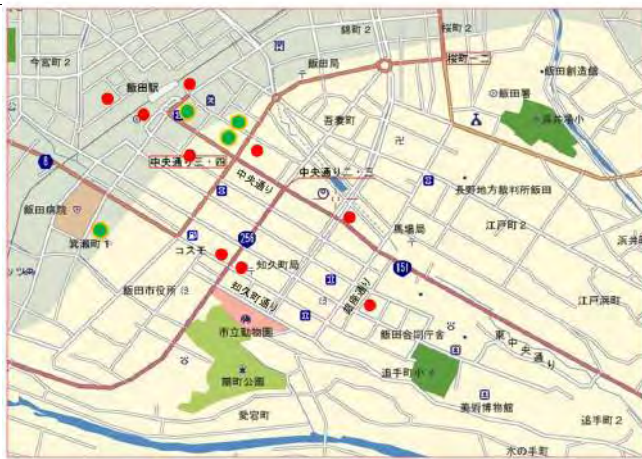 錦町2
桜町2
今宮町2
飯田駅
飯田局
桜町一二
飯田創造館
飯田署
浜井場小
吾妻町
中央通り三・四
中央通り
中央通り二・三
8
長野地方裁判所飯田
飯田病院
箕瀬町1
コスモ
256
馬場局
江戸町2
151
知久町局
飯田市役所
知久町通り
銀座通り
江戸浜町
市立動物園
飯田合同庁舎
東中央通り
扇町公園
追手町小
美術博物館
愛宕町
追手町2
水の手町